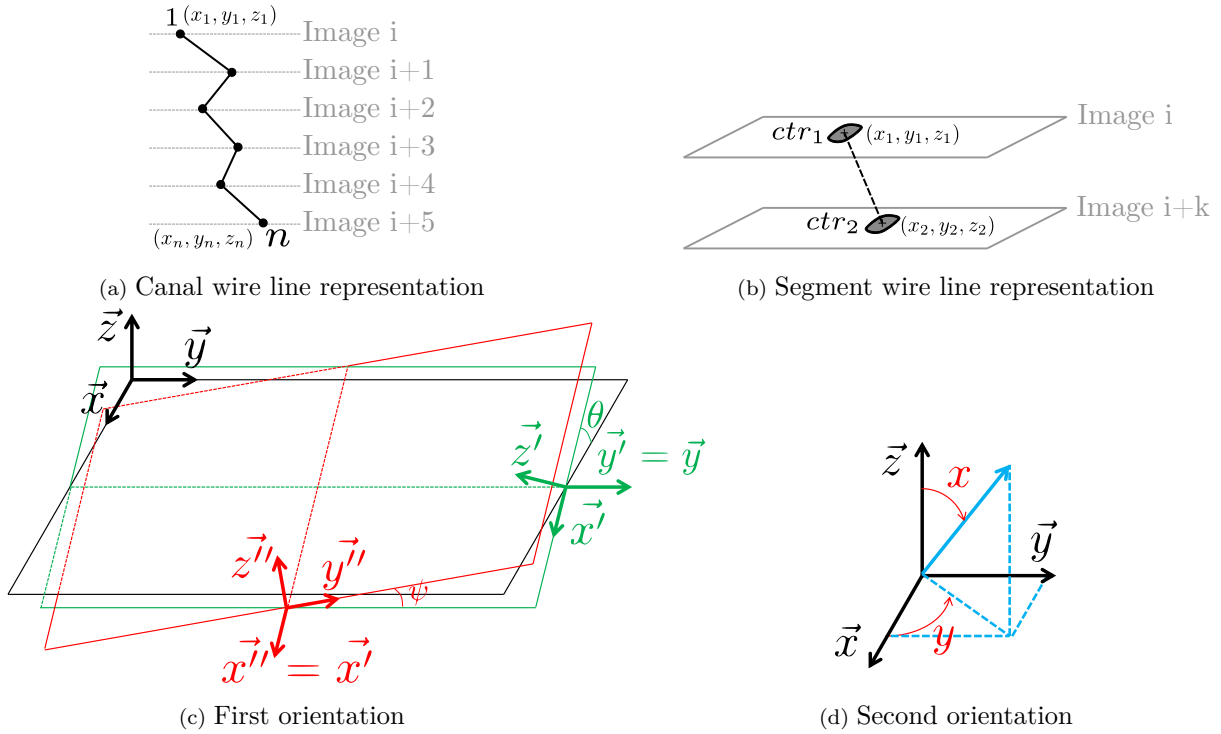 1 (x₁, y₁, z₁)
Image i
Image i+1
Image i+2
Image i+3
Image i+4
Image i+5
(xₙ, yₙ, zₙ) n
(a) Canal wire line representation
Image i
ctr₁ (x₁, y₁, z₁)
Image i+k
ctr₂ (x₂, y₂, z₂)
(b) Segment wire line representation
z⃗
y⃗
x⃗
θ
z⃗'
y⃗' = y⃗
x⃗'
z⃗''
y⃗''
ψ
x⃗'' = x⃗'
(c) First orientation
z⃗
x
y⃗
x⃗
y
(d) Second orientation